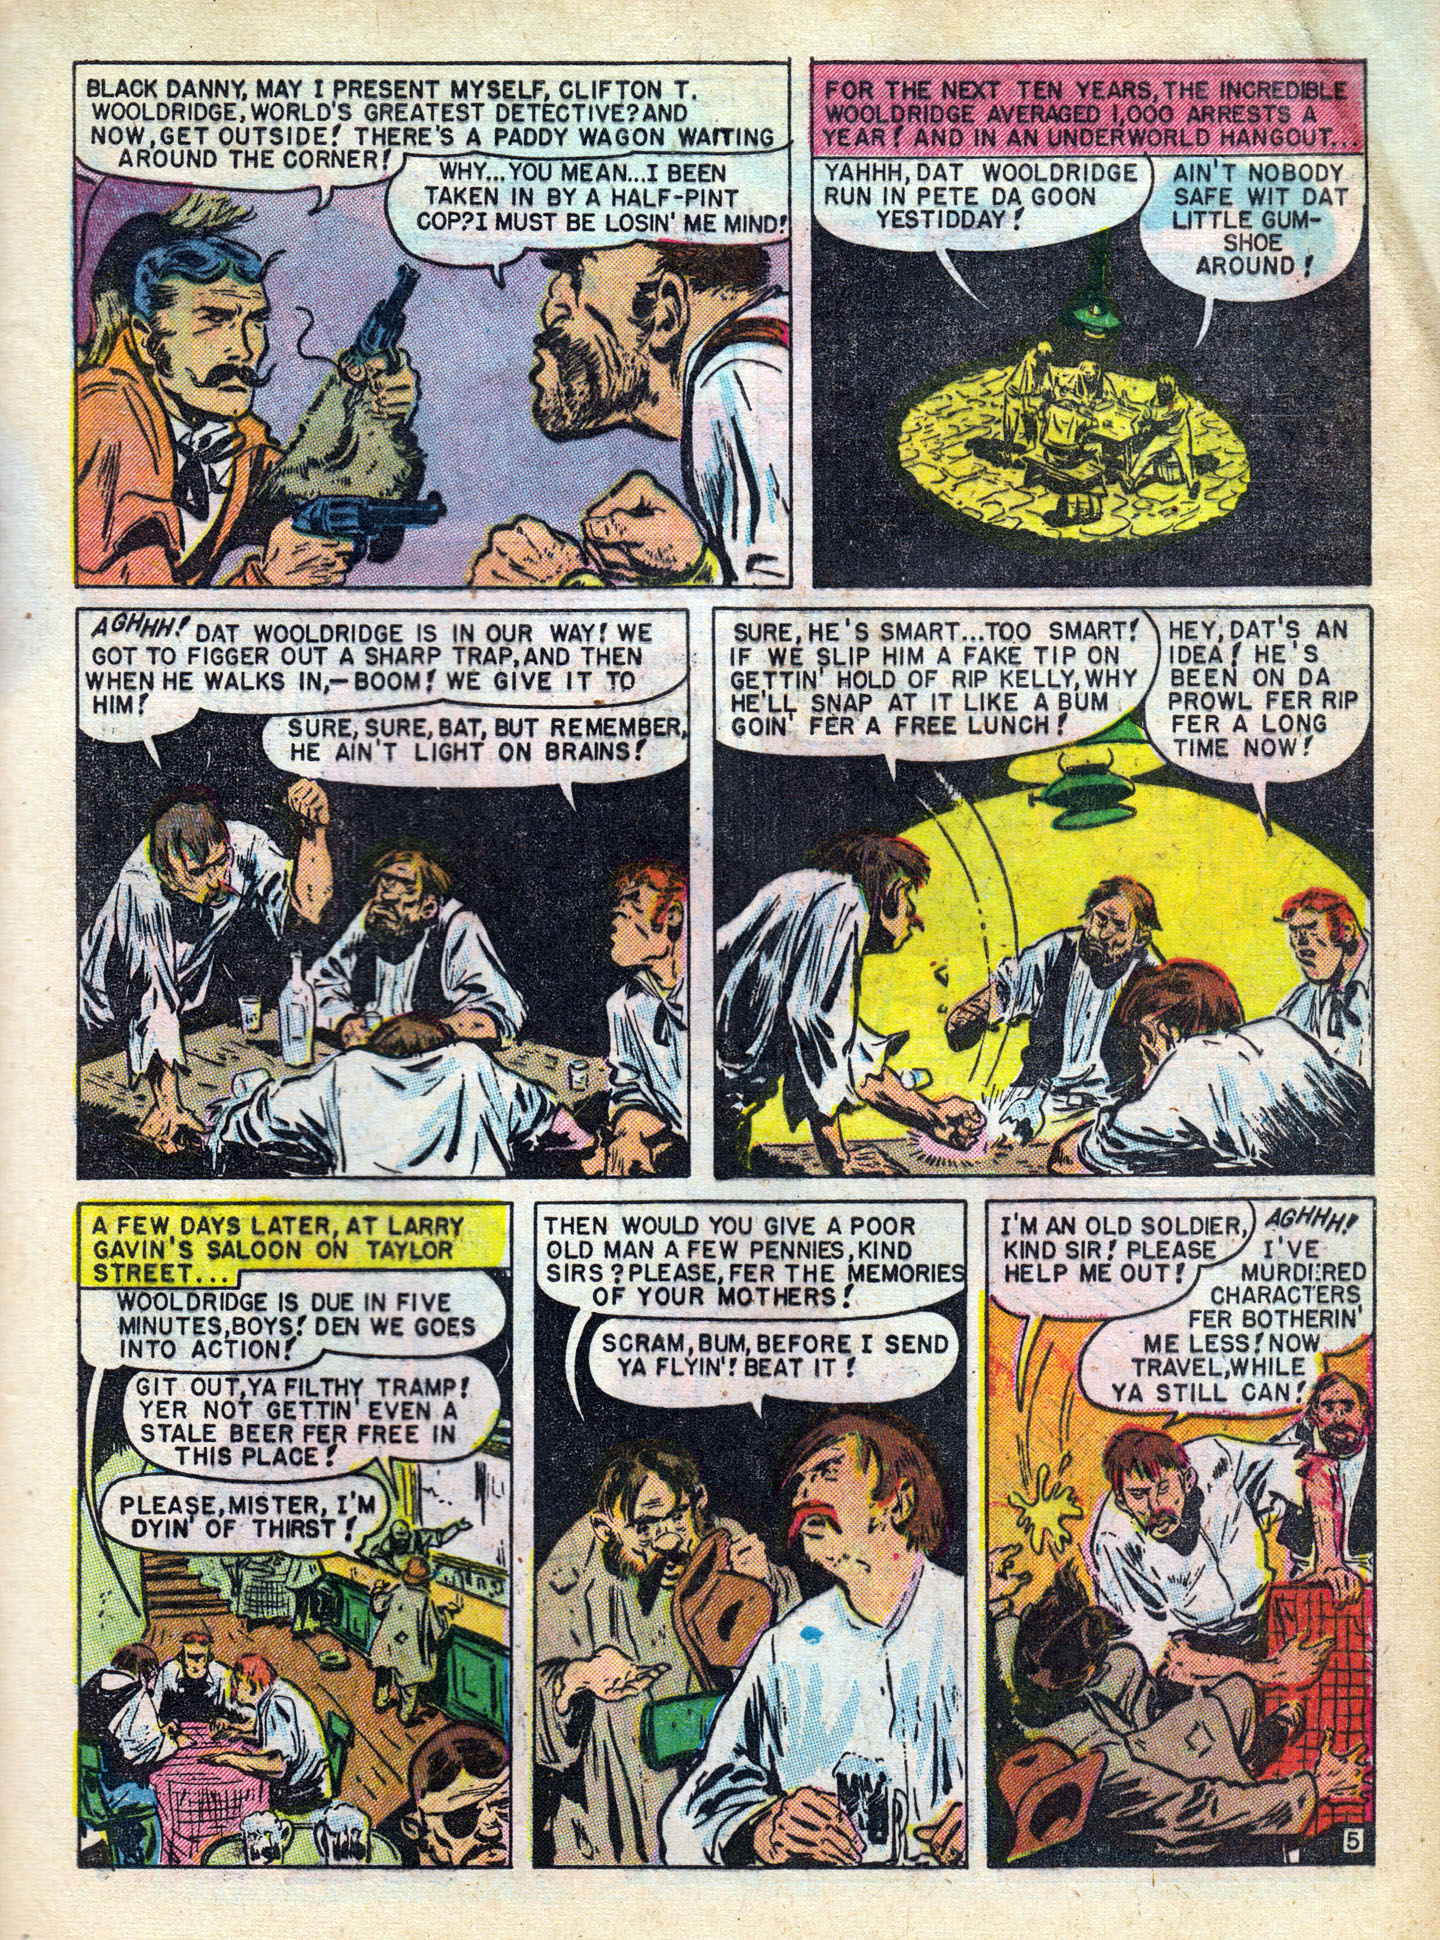 BLACK DANNY, MAY I PRESENT MYSELF, CLIFTON T.
WOOLDRIDGE, WORLD'S GREATEST DETECTIVE? AND
NOW, GET OUTSIDE! THERE'S A PADDY WAGON WAITING
AROUND THE CORNER!
WHY...YOU MEAN...I BEEN
TAKEN IN BY A HALF-PINT
COP? I MUST BE LOSIN' ME MIND!
FOR THE NEXT TEN YEARS, THE INCREDIBLE
WOOLDRIDGE AVERAGED 1,000 ARRESTS A
YEAR! AND IN AN UNDERWORLD HANGOUT...
YAHHH, DAT WOOLDRIDGE
RUN IN PETE DA GOON
YESTIDDAY!
AIN'T NOBODY
SAFE WIT DAT
LITTLE GUM-
SHOE
AROUND!
AGHHH! DAT WOOLDRIDGE IS IN OUR WAY! WE
GOT TO FIGGER OUT A SHARP TRAP, AND THEN
WHEN HE WALKS IN,—BOOM! WE GIVE IT TO
HIM!
SURE, SURE, BAT, BUT REMEMBER,
HE AIN'T LIGHT ON BRAINS!
SURE, HE'S SMART...TOO SMART!
IF WE SLIP HIM A FAKE TIP ON
GETTIN' HOLD OF RIP KELLY, WHY
HE'LL SNAP AT IT LIKE A BUM
GOIN' FER A FREE LUNCH!
HEY, DAT'S AN
IDEA! HE'S
BEEN ON DA
PROWL FER RIP
FER A LONG
TIME NOW!
A FEW DAYS LATER, AT LARRY
GAVIN'S SALOON ON TAYLOR
STREET...
WOOLDRIDGE IS DUE IN FIVE
MINUTES, BOYS! DEN WE GOES
INTO ACTION!
GIT OUT, YA FILTHY TRAMP!
YER NOT GETTIN' EVEN A
STALE BEER FER FREE IN
THIS PLACE!
PLEASE, MISTER, I'M
DYIN' OF THIRST!
THEN WOULD YOU GIVE A POOR
OLD MAN A FEW PENNIES, KIND
SIRS? PLEASE, FER THE MEMORIES
OF YOUR MOTHERS!
SCRAM, BUM, BEFORE I SEND
YA FLYIN'! BEAT IT!
I'M AN OLD SOLDIER,
KIND SIR! PLEASE
HELP ME OUT!
AGHHH!
I'VE
MURDERED
CHARACTERS
FER BOTHERIN'
ME LESS! NOW
TRAVEL, WHILE
YA STILL CAN!
5